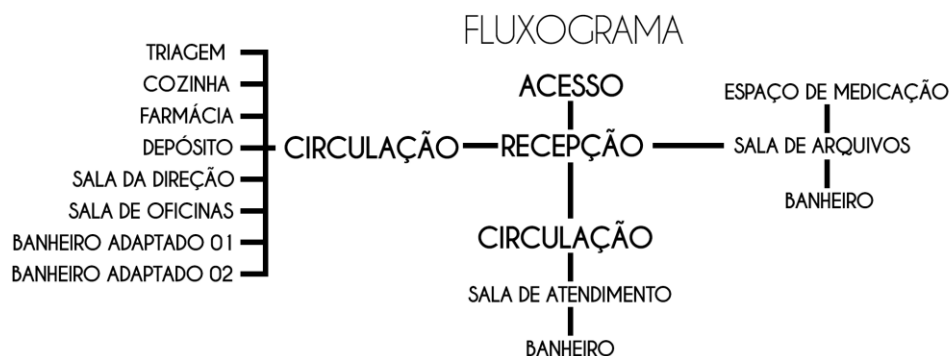 FLUXOGRAMA
TRIAGEM
COZINHA
FARMÁCIA
DEPÓSITO
SALA DA DIREÇÃO
SALA DE OFICINAS
BANHEIRO ADAPTADO 01
BANHEIRO ADAPTADO 02
CIRCULAÇÃO
ACESSO
RECEPÇÃO
CIRCULAÇÃO
SALA DE ATENDIMENTO
BANHEIRO
ESPAÇO DE MEDICAÇÃO
SALA DE ARQUIVOS
BANHEIRO